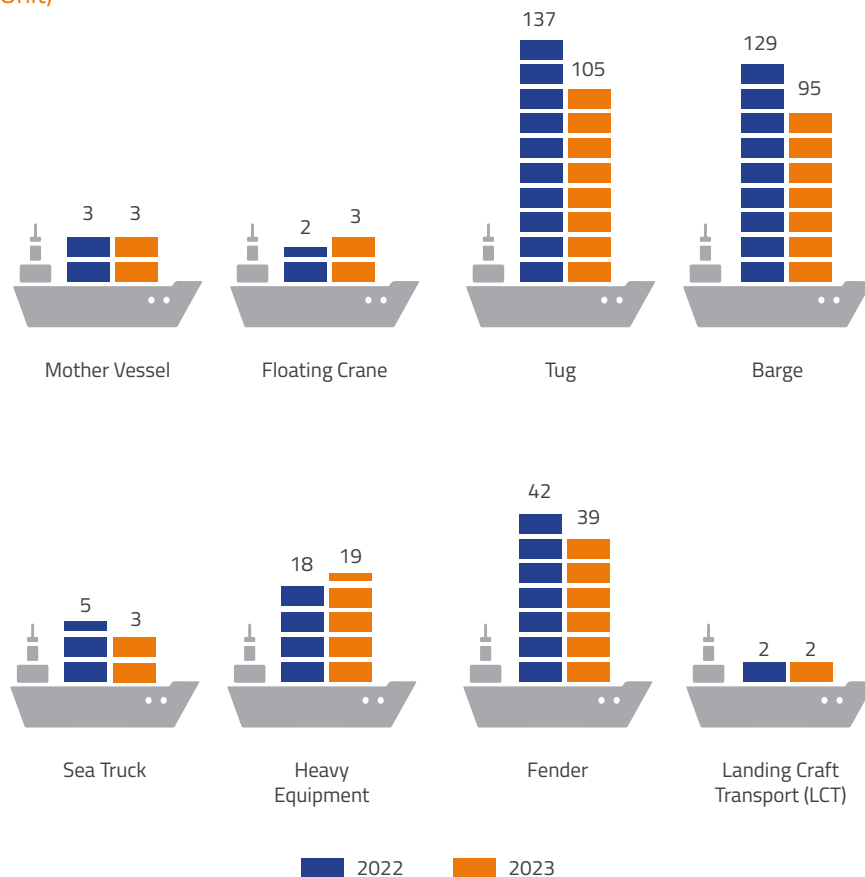 Unit)
137
105
129
95
3 3
2 3
Mother Vessel
Floating Crane
Tug
Barge
42
39
18 19
5 3
2 2
Sea Truck
Heavy
Equipment
Fender
Landing Craft
Transport (LCT)
2022 2023